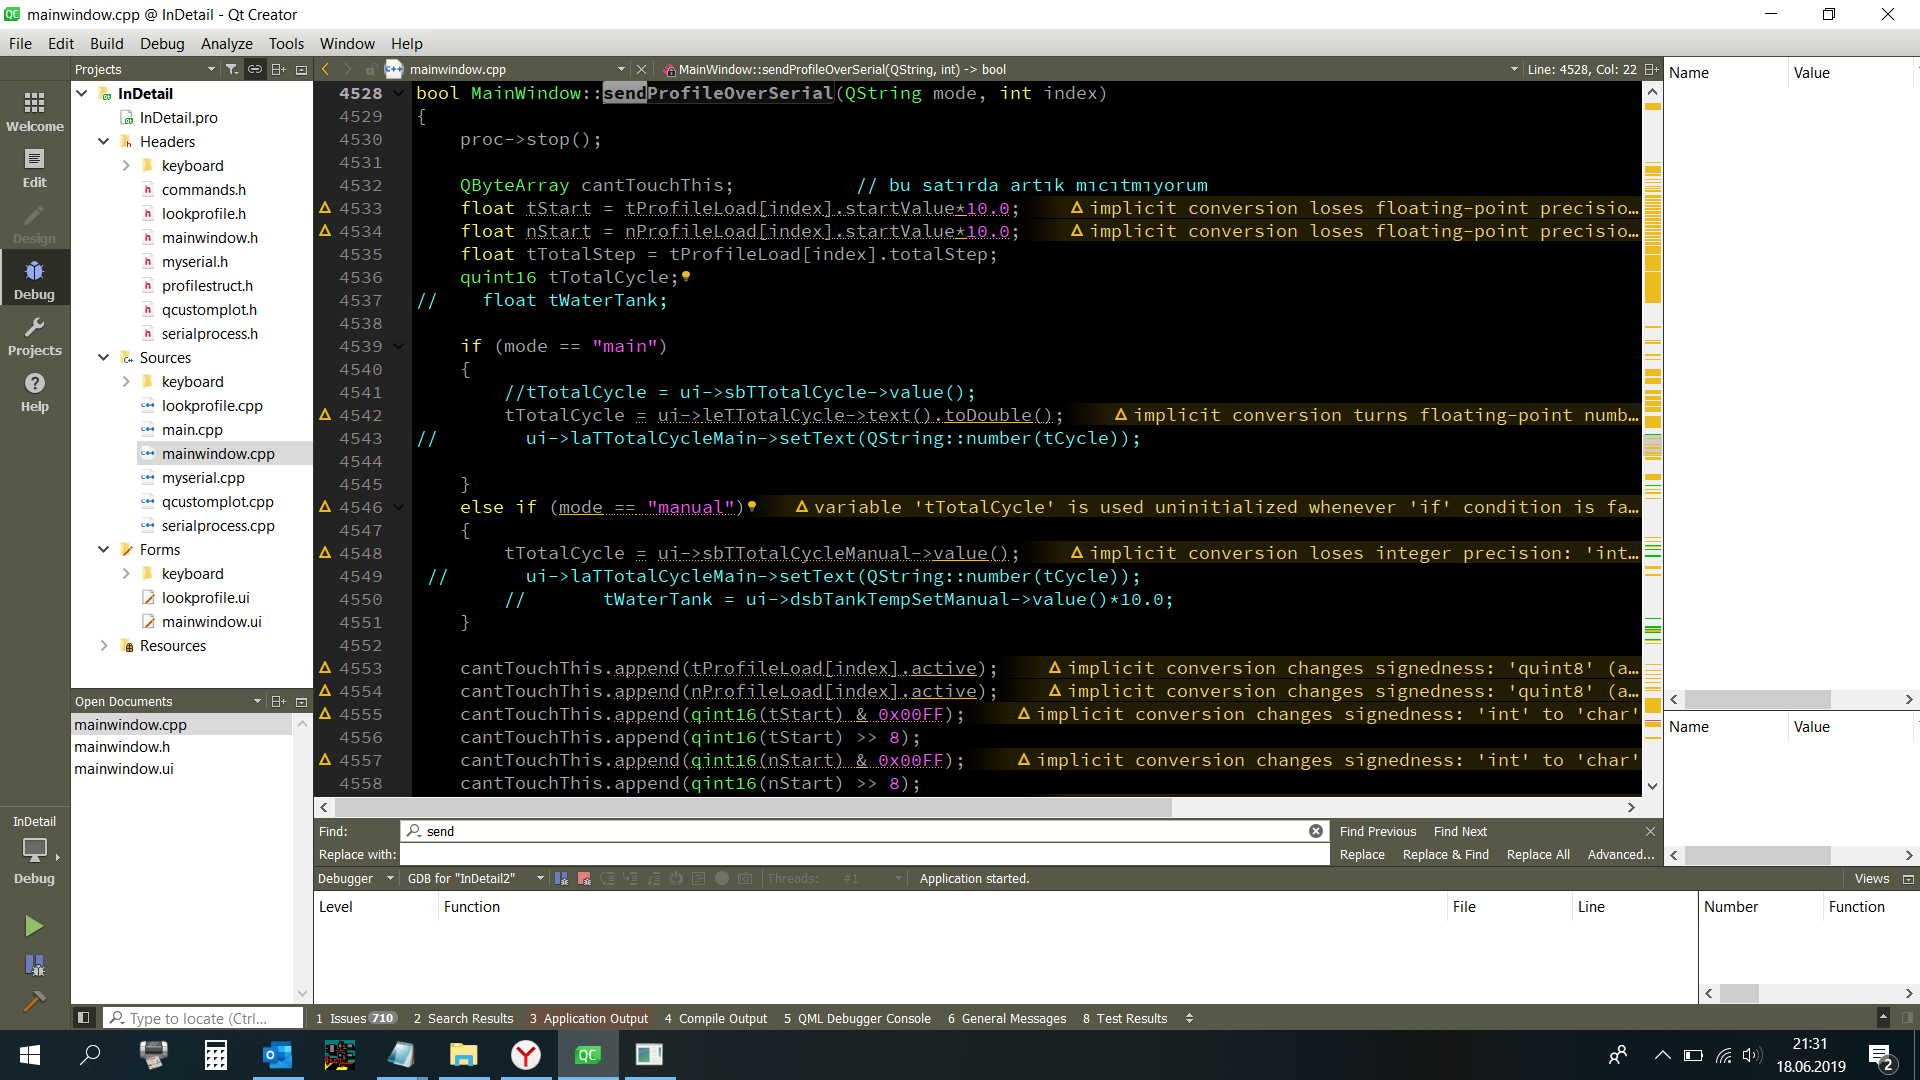 mainwindow.cpp @ InDetail - Qt Creator
File Edit Build Debug Analyze Tools Window Help
Projects
mainwindow.cpp
MainWindow::sendProfileOverSerial(QString, int) -> bool
Line: 4528, Col: 22
Welcome
Edit
Design
Debug
Projects
Help
InDetail
InDetail.pro
Headers
keyboard
commands.h
lookprofile.h
mainwindow.h
myserial.h
profilestruct.h
qcustomplot.h
serialprocess.h
Sources
keyboard
lookprofile.cpp
main.cpp
mainwindow.cpp
myserial.cpp
qcustomplot.cpp
serialprocess.cpp
Forms
keyboard
lookprofile.ui
mainwindow.ui
Resources
Open Documents
mainwindow.cpp
mainwindow.h
mainwindow.ui
InDetail
Debug
4528 bool MainWindow::sendProfileOverSerial(QString mode, int index)
4529 {
4530 proc->stop();
4531
4532 QByteArray cantTouchThis; // bu satırda artık mıcıtmıyorum
4533 float tStart = tProfileLoad[index].startValue*10.0; implicit conversion loses floating-point precisio...
4534 float nStart = nProfileLoad[index].startValue*10.0; implicit conversion loses floating-point precisio...
4535 float tTotalStep = tProfileLoad[index].totalStep;
4536 quint16 tTotalCycle;
4537 // float tWaterTank;
4538
4539 if (mode == "main")
4540 {
4541 //tTotalCycle = ui->sbTTotalCycle->value();
4542 tTotalCycle = ui->leTTotalCycle->text().toDouble(); implicit conversion turns floating-point numb...
4543 // ui->laTTotalCycleMain->setText(QString::number(tCycle));
4544
4545 }
4546 else if (mode == "manual") variable 'tTotalCycle' is used uninitialized whenever 'if' condition is fa...
4547 {
4548 tTotalCycle = ui->sbTTotalCycleManual->value(); implicit conversion loses integer precision: 'int...
4549 // ui->laTTotalCycleMain->setText(QString::number(tCycle));
4550 // tWaterTank = ui->dsbTankTempSetManual->value()*10.0;
4551 }
4552
4553 cantTouchThis.append(tProfileLoad[index].active); implicit conversion changes signedness: 'quint8' (a...
4554 cantTouchThis.append(nProfileLoad[index].active); implicit conversion changes signedness: 'quint8' (a...
4555 cantTouchThis.append(qint16(tStart) & 0x00FF); implicit conversion changes signedness: 'int' to 'char'
4556 cantTouchThis.append(qint16(tStart) >> 8);
4557 cantTouchThis.append(qint16(nStart) & 0x00FF); implicit conversion changes signedness: 'int' to 'char'
4558 cantTouchThis.append(qint16(nStart) >> 8);
Name Value
Name Value
Find: send Find Previous Find Next
Replace with: Replace Replace & Find Replace All Advanced...
Debugger GDB for "InDetail2" Threads: #1 Application started. Views
Level Function File Line Number Function
Type to locate (Ctrl...
1 Issues 710 2 Search Results 3 Application Output 4 Compile Output 5 QML Debugger Console 6 General Messages 8 Test Results
21:31
18.06.2019
2